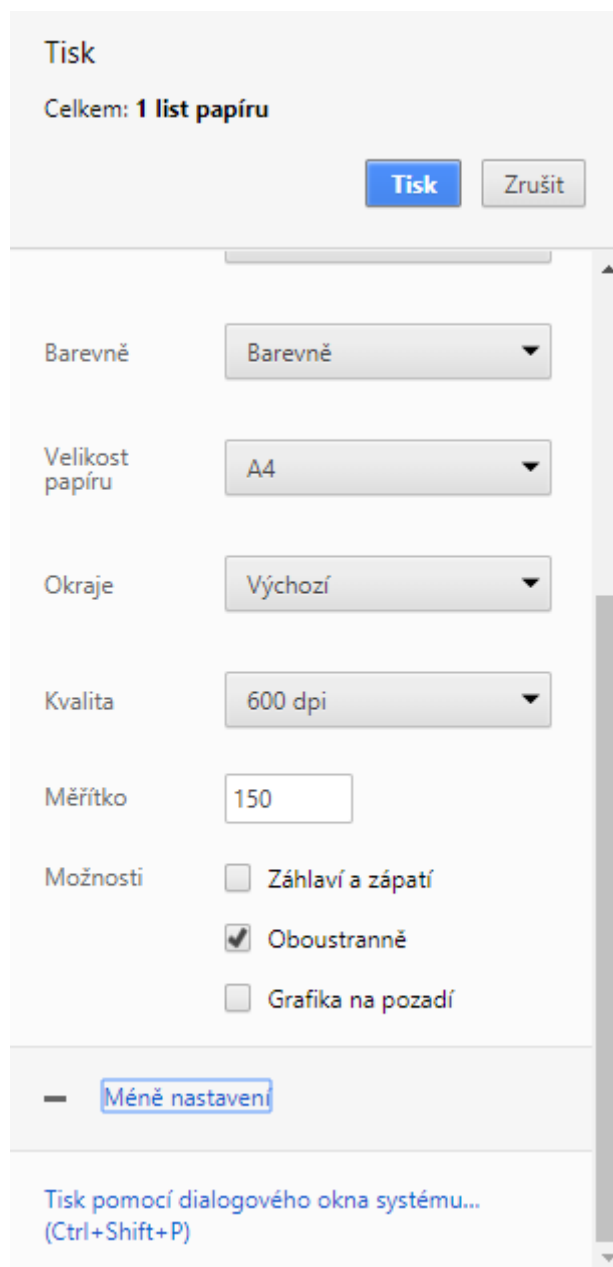 Tisk
Celkem: 1 list papíru
Tisk Zrušit
Barevně Barevně
Velikost
papíru A4
Okraje Výchozí
Kvalita 600 dpi
Měřítko 150
Možnosti Záhlaví a zápatí
Oboustranně
Grafika na pozadí
Méně nastavení
Tisk pomocí dialogového okna systému...
(Ctrl+Shift+P)